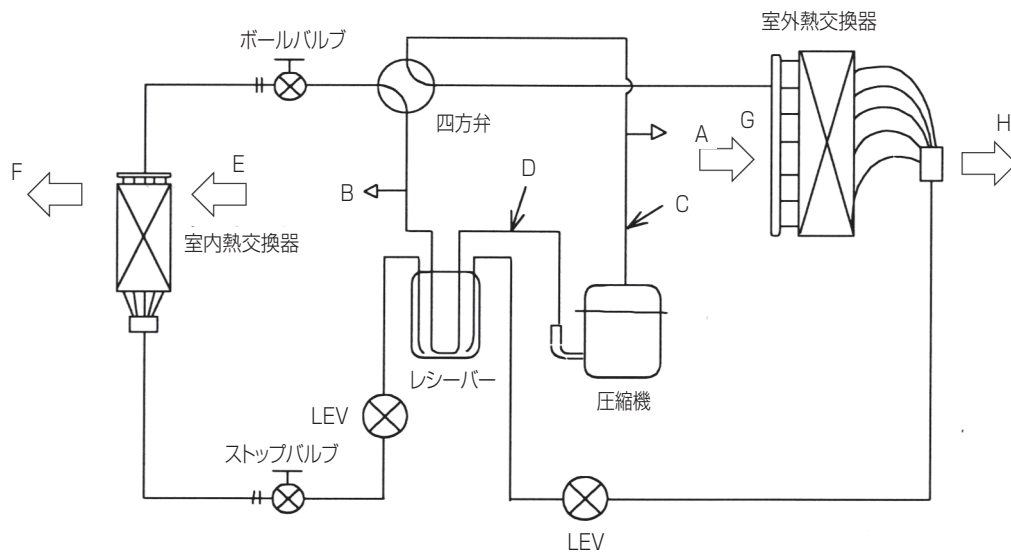 室外熱交換器
ボールバルブ
四方弁
A
G
H
F
E
B
D
C
室内熱交換器
レシーバー
圧縮機
LEV
ストップバルブ
LEV